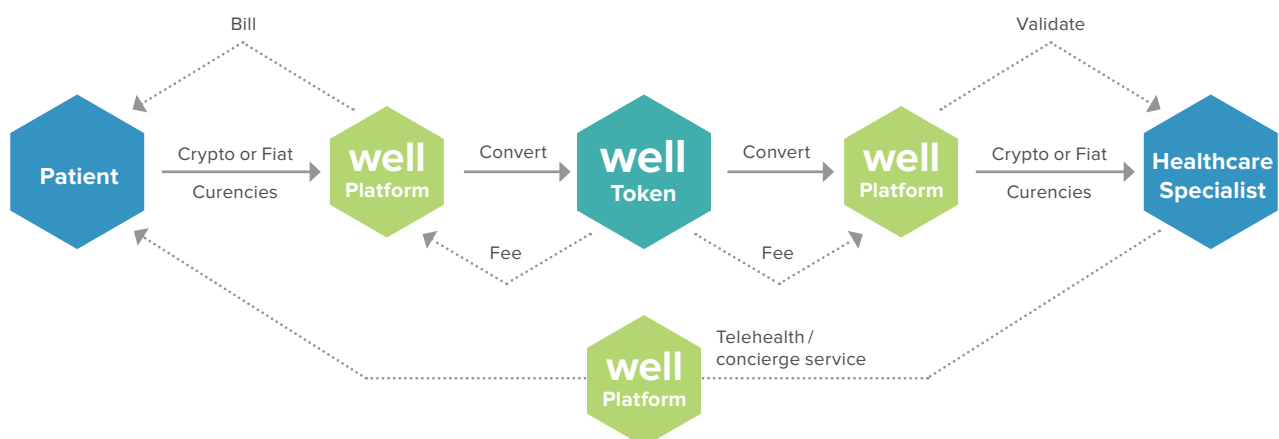 Bill
Validate
Patient
Crypto or Fiat
Curencies
well
Platform
Convert
well
Token
Convert
well
Platform
Crypto or Fiat
Curencies
Healthcare
Specialist
Fee
Fee
well
Platform
Telehealth /
concierge service